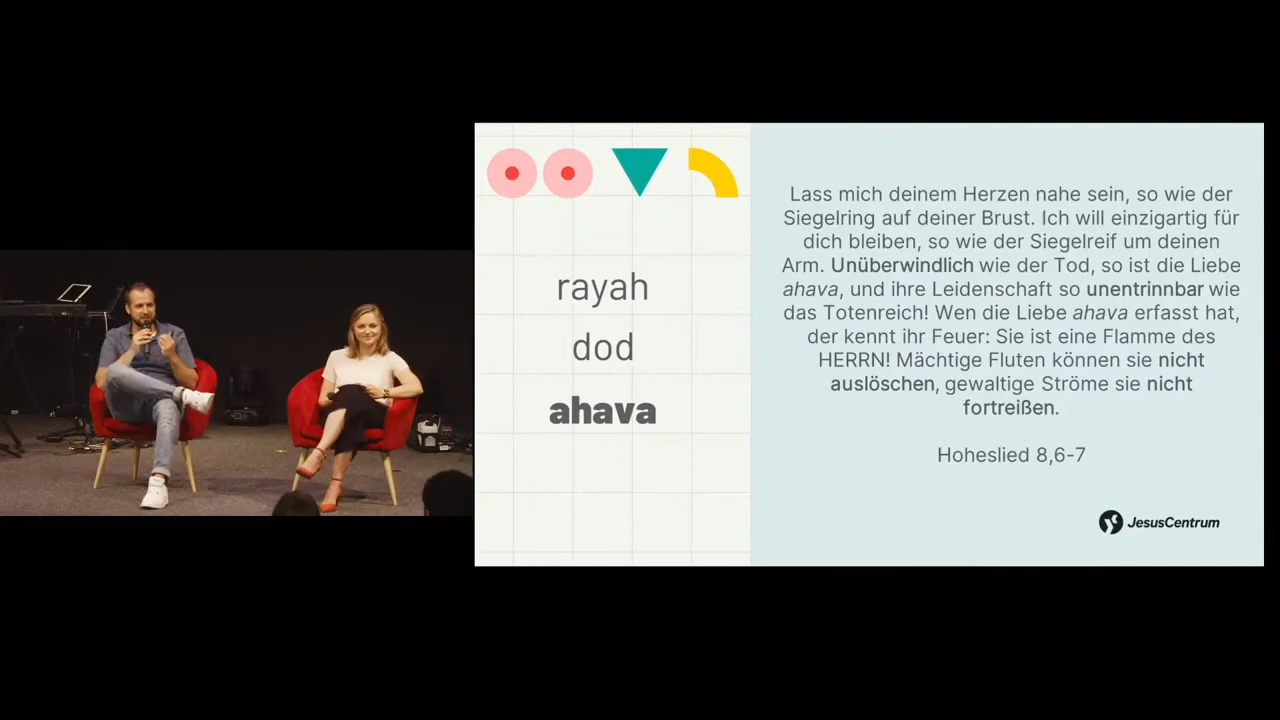 rayah
dod
ahava
Lass mich deinem Herzen nahe sein, so wie der
Siegelring auf deiner Brust. Ich will einzigartig für
dich bleiben, so wie der Siegelreif um deinen
Arm. Unüberwindlich wie der Tod, so ist die Liebe
ahava, und ihre Leidenschaft so unentrinnbar wie
das Totenreich! Wen die Liebe ahava erfasst hat,
der kennt ihr Feuer: Sie ist eine Flamme des
HERRN! Mächtige Fluten können sie nicht
auslöschen, gewaltige Ströme sie nicht
fortreißen.
Hoheslied 8,6-7
JesusCentrum